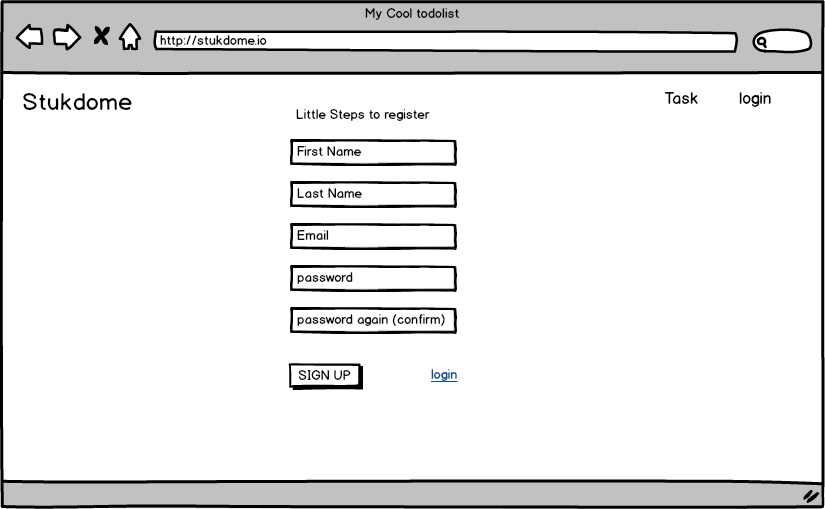 My Cool todolist
http://stukdome.io
Stukdome
Task
login
Little Steps to register
First Name
Last Name
Email
password
password again (confirm)
SIGN UP
login